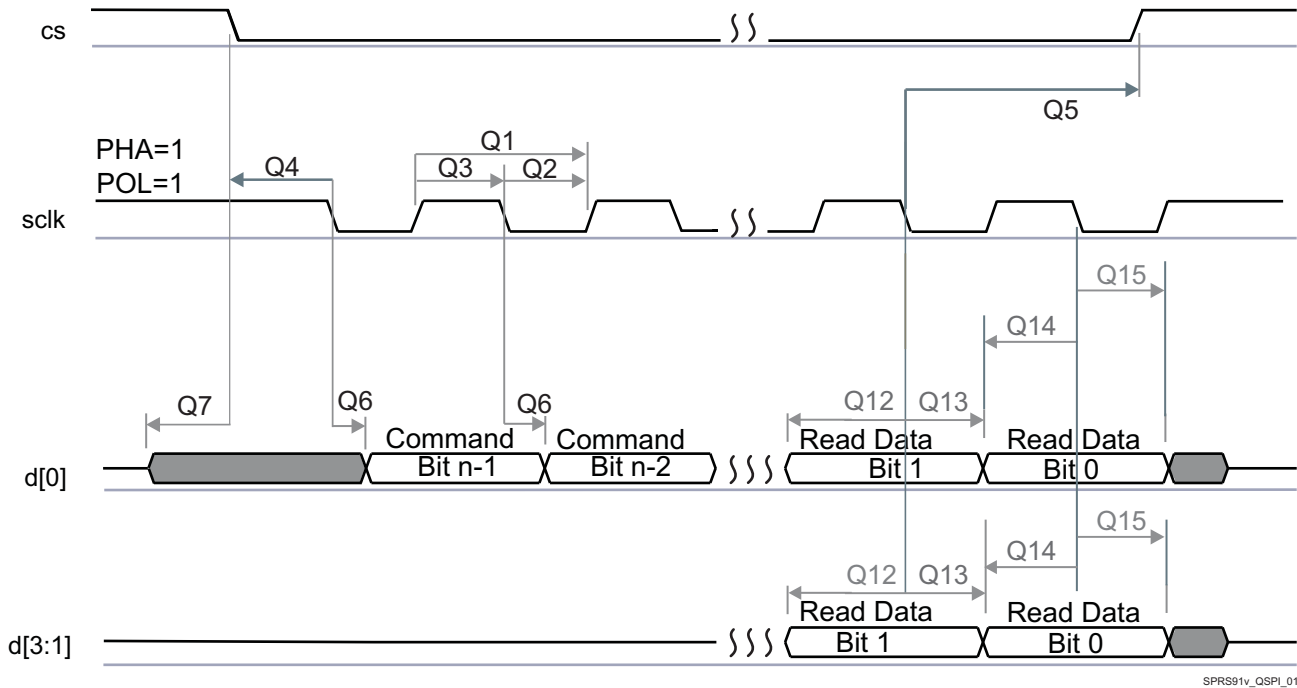 cs
Q5
PHA=1
Q1
POL=1
Q4
Q3
Q2
sclk
Q15
Q14
Q7
Q6
Q6
Q12
Q13
Command
Command
Read Data
Read Data
d[0]
Bit n-1
Bit n-2
Bit 1
Bit 0
Q15
Q14
Q12
Q13
Read Data
Read Data
d[3:1]
Bit 1
Bit 0
SPRS91v_QSPI_01